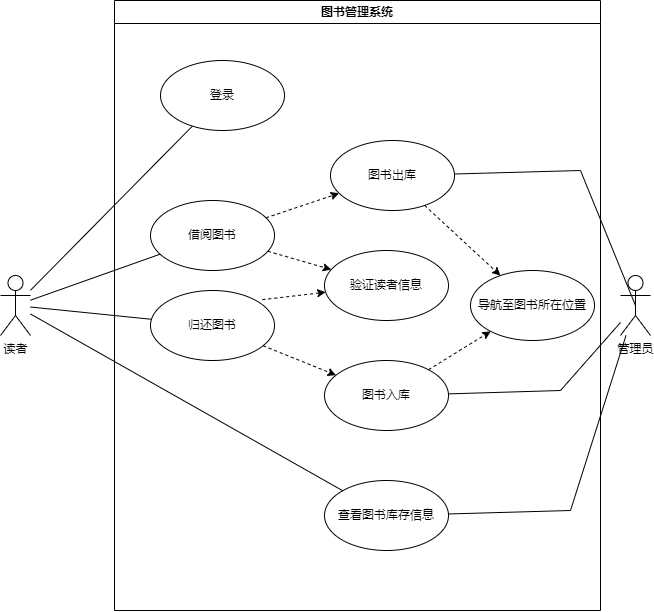 图书管理系统
登录
图书出库
借阅图书
验证读者信息
导航至图书所在位置
归还图书
读者
管理员
图书入库
查看图书库存信息